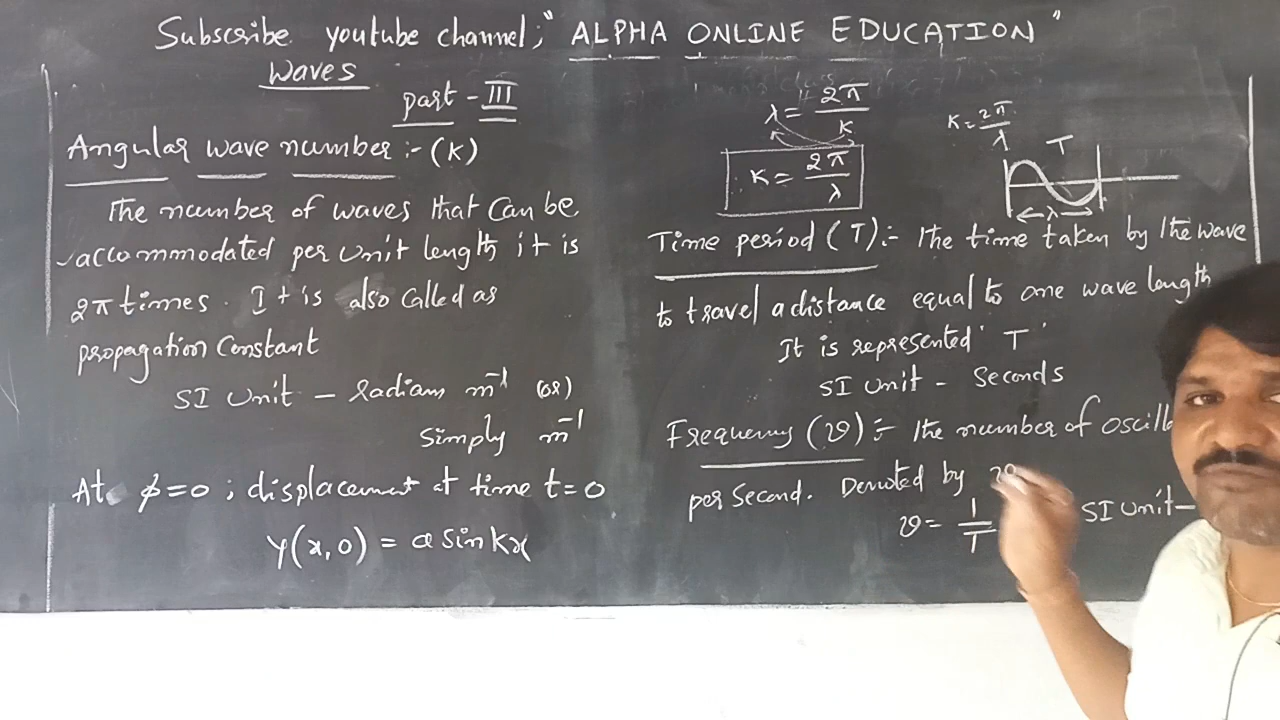 Subscribe youtube channel; "ALPHA ONLINE EDUCATION"
Waves
part - III
Angular wave number :- (K)
The number of waves that can be
accommodated per unit length it is
2π times. It is also called as
propagation Constant
SI Unit - radians m⁻¹ (or)
Simply m⁻¹
At ϕ=0 ; displacement at time t=0
Y(x,0) = a sin kx
λ = 2π/K
K = 2π/λ
K = 2π/λ
T
λ
Time period (T) :- The time taken by the wave
to travel a distance equal to one wave length
It is represented 'T'
SI Unit - Seconds
Frequency (ν) :- The number of
per Second. Denoted by
ν = 1/T
SI Unit -